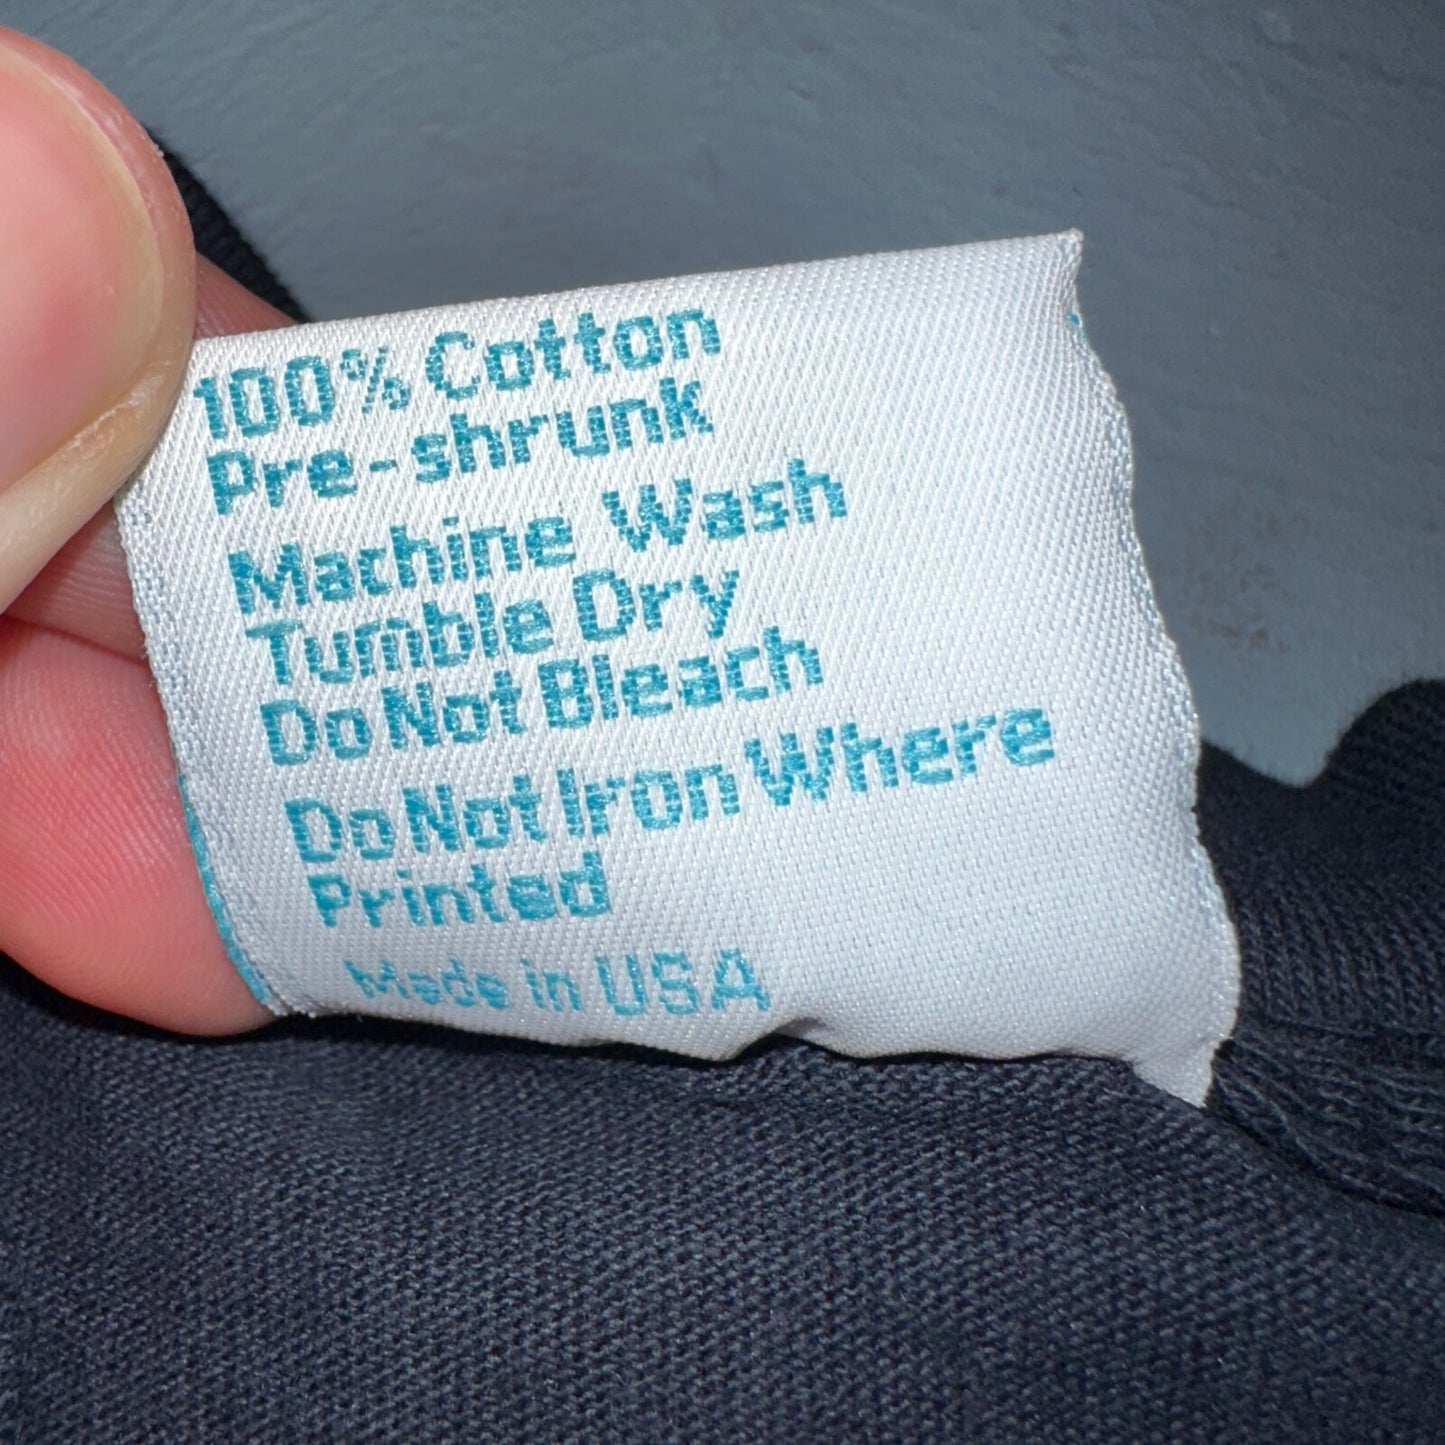 100% Cotton
Pre-shrunk
Machine Wash
Tumble Dry
Do Not Bleach
Do Not Iron Where
Printed
Made in USA